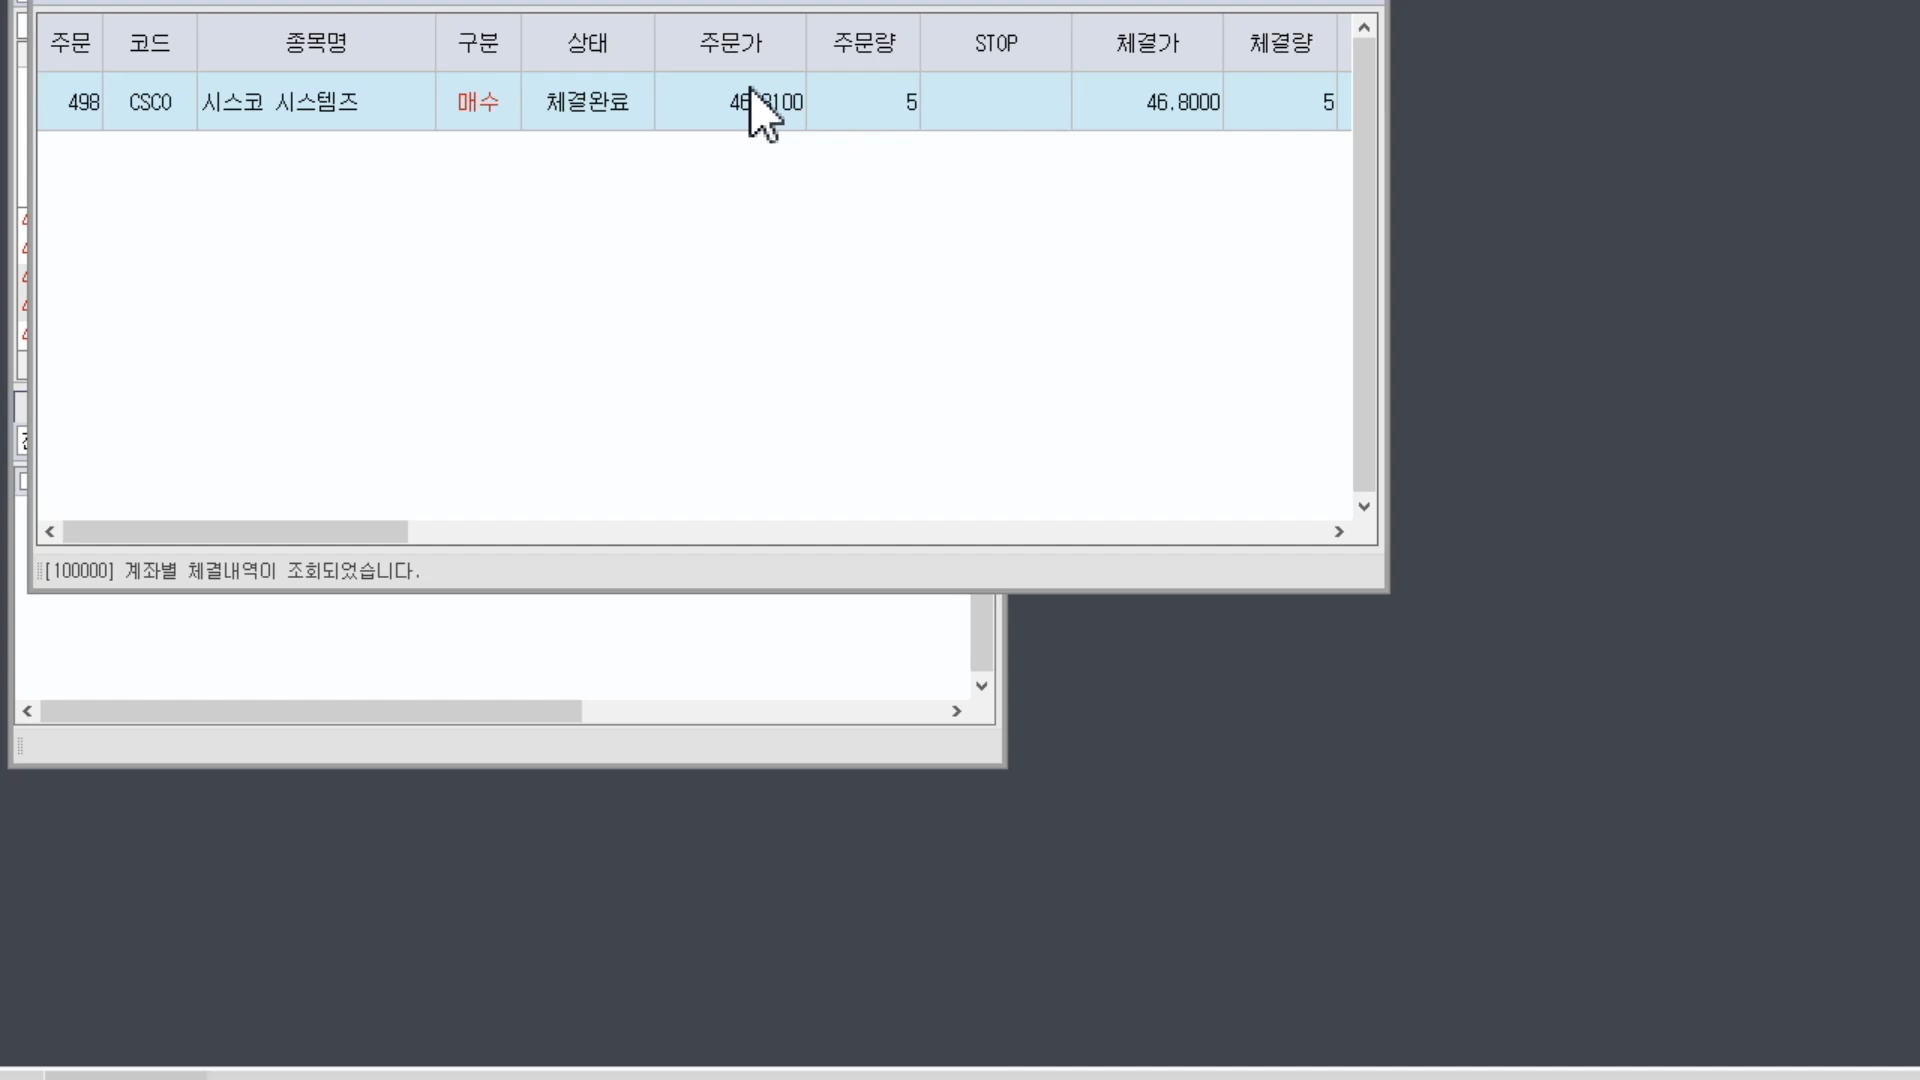 주문 코드 종목명 구분 상태 주문가 주문량 STOP 체결가 체결량
498 CSCO 시스코 시스템즈 매수 체결완료 5 46.8000 5
[100000] 계좌별 체결내역이 조회되었습니다.